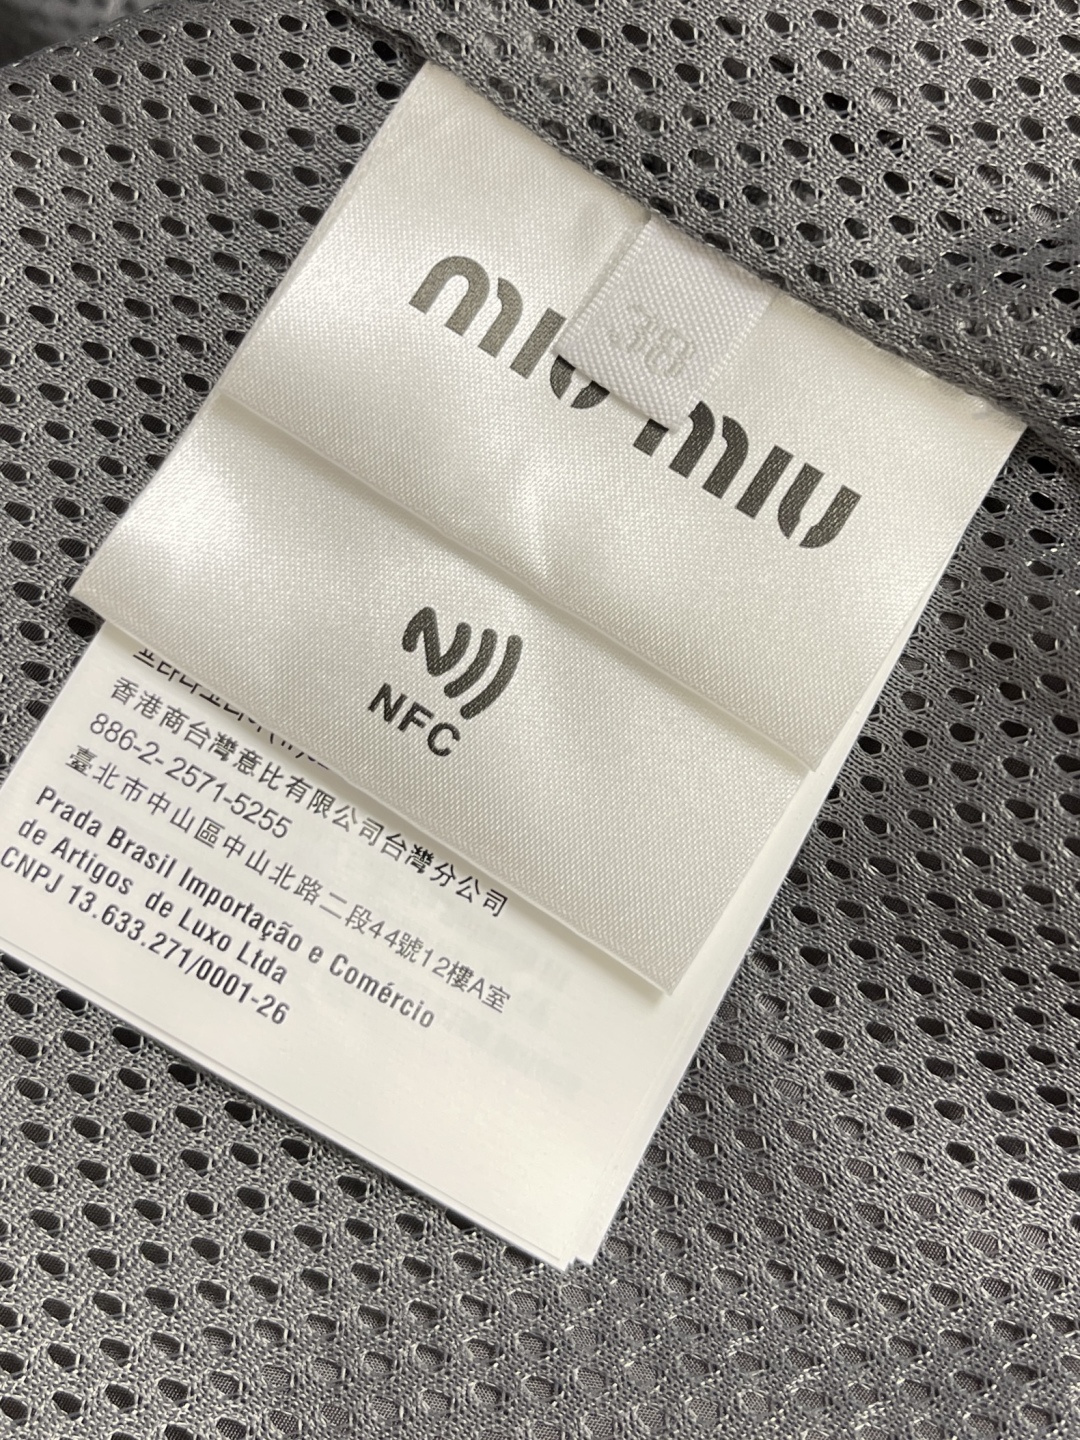 miu miu
38
NFC
香港商台灣意比有限公司台灣分公司
886-2-2571-5255
臺北市中山區中山北路二段44號12樓A室
Prada Brasil Importação e Comércio
de Artigos de Luxo Ltda
CNPJ 13.633.271/0001-26